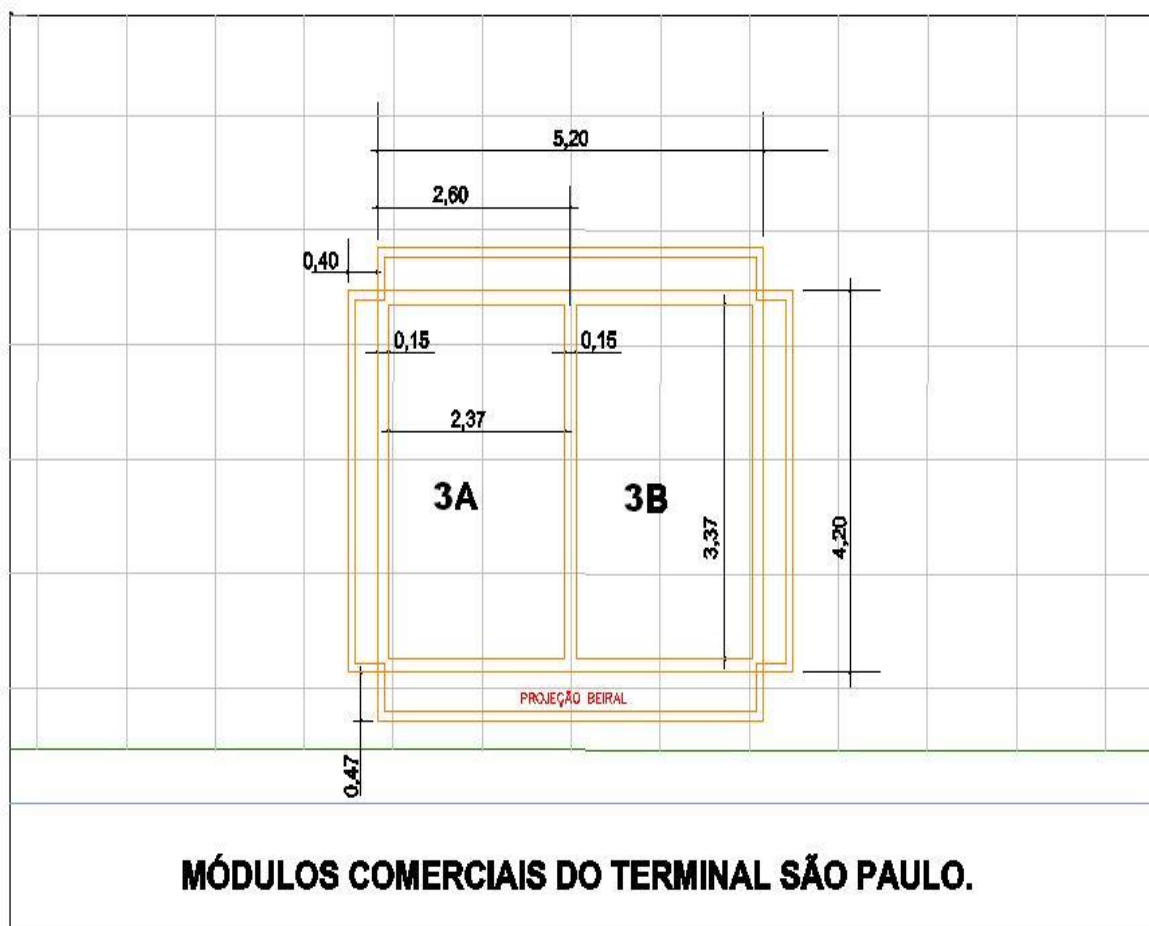 5,20
2,60
0,40
0,15
0,15
2,37
3A
3B
3,37
4,20
PROJEÇÃO BEIRAL
0,47
MÓDULOS COMERCIAIS DO TERMINAL SÃO PAULO.